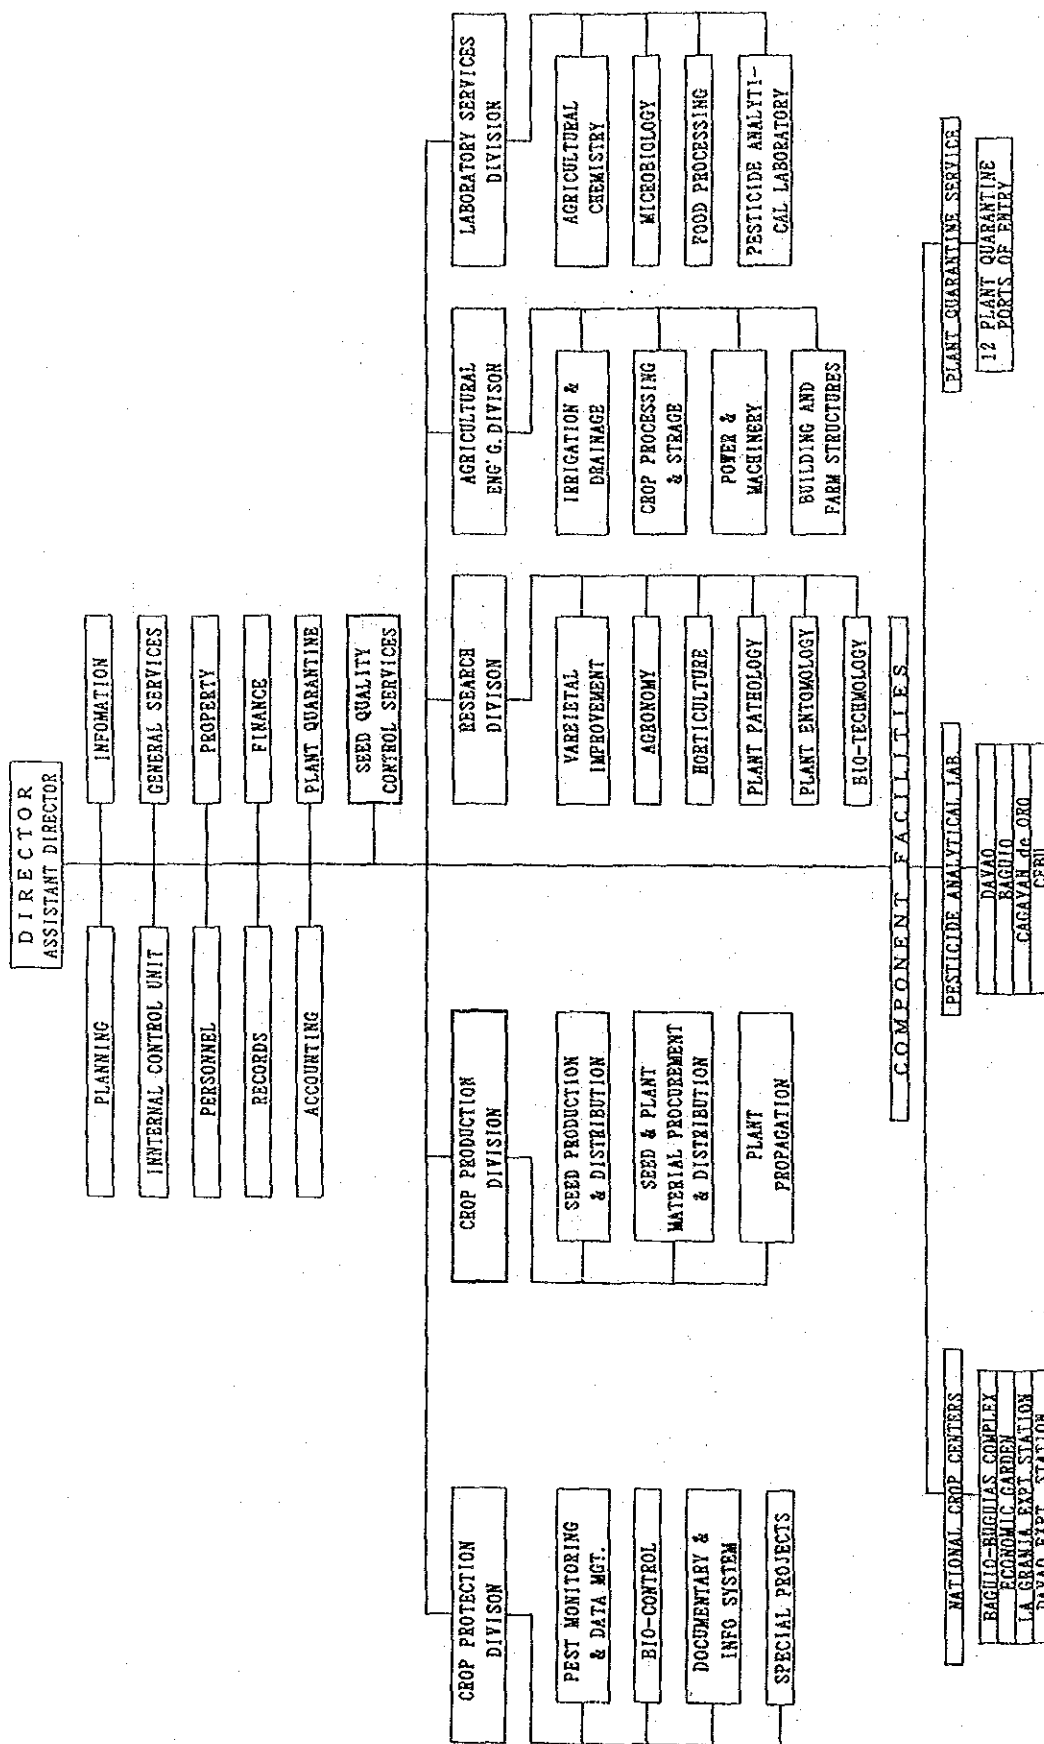 DIRECTOR
ASSISTANT DIRECTOR
PLANNING
INFOMATION
INNTERNAL CONTROL UNIT
GENERAL SERVICES
PERSONNEL
PROPERTY
RECORDS
FINANCE
ACCOUNTING
PLANT QUARANTINE
SEED QUALITY
CONTROL SERVICES
CROP PROTECTION
DIVISON
PEST MONITORING
& DATA MGT.
BIO-CONTROL
DOCUMENTARY &
INFO SYSTEM
SPECIAL PROJECTS
CROP PRODUCTION
DIVISION
SEED PRODUCTION
& DISTRIBUTION
SEED & PLANT
MATERIAL PROCUREMENT
& DISTRIBUTION
PLANT
PROPAGATION
RESEARCH
DIVISON
VAREIETAL
IMPROVEMENT
AGRONOMY
HORTICULTURE
PLANT PATHOLOGY
PLANT ENTOMOLOGY
BIO-TECHNOLOGY
AGRICULTURAL
ENG'G. DIVISON
IRRIGATION &
DRAINAGE
CROP PROCESSING
& STRAGE
POWER &
MACHINERY
BUILDING AND
FARM STRUCTURES
LABORATORY SERVICES
DIVISION
AGRICULTURAL
CHEMISTRY
MICROBIOLOGY
FOOD PROCESSING
PESTICIDE ANALYTI-
CAL LABORATORY
COMPONENT FACILITIES
NATIONAL CROP CENTERS
BAGUIO-BUGUIAS COMPLEX
ECONOMIC GARDEN
LA GRANJA EXPT.STATION
DAVAO EXPT. STATION
PESTICIDE ANALYTICAL LAB.
DAVAO
BAGUIO
CAGAYAN de ORO
CEBU
PLANT QUARANTINE SERVICE
12 PLANT QUARANTINE
PORTS OF ENTRY